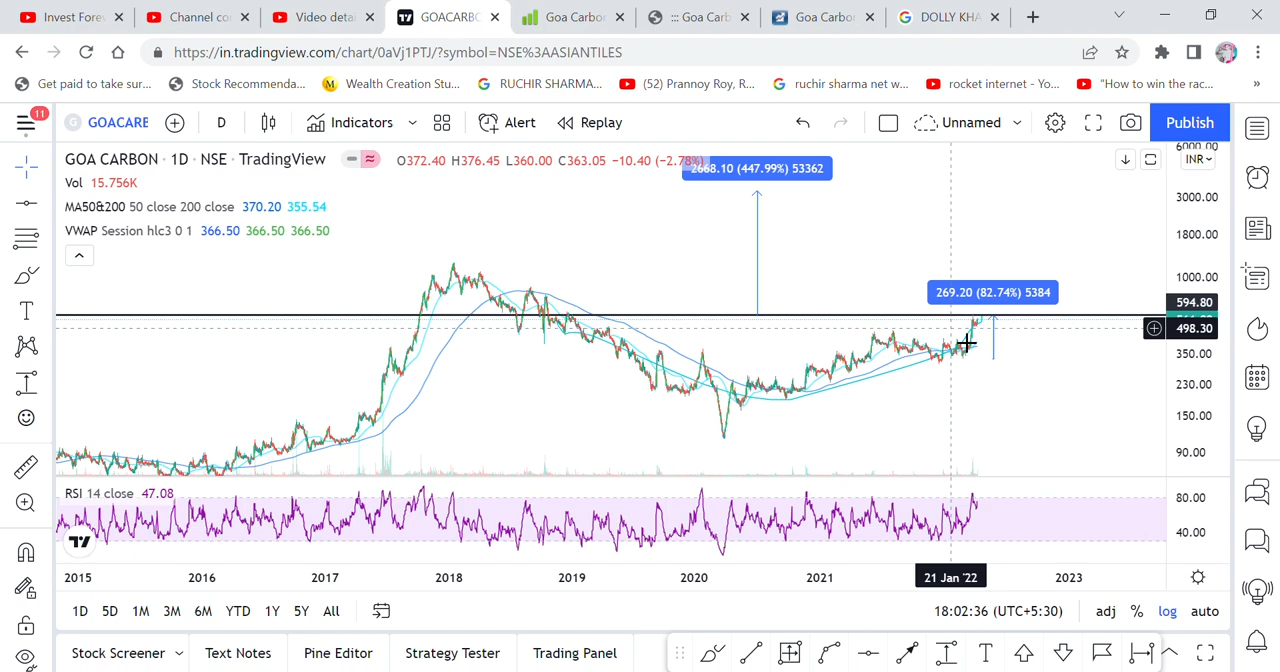 Invest Fore
Channel co
Video detai
GOACARBO
Goa Carbor
::: Goa Carb
Goa Carbo
DOLLY KHA
https://in.tradingview.com/chart/0aVj1PTJ/?symbol=NSE%3AASIANTILES
Get paid to take sur...
Stock Recommenda...
Wealth Creation Stu...
RUCHIR SHARMA...
(52) Prannoy Roy, R...
ruchir sharma net w...
rocket internet - Yo...
"How to win the rac...
»
11
G GOACARB
D
Indicators
Alert
Replay
Unnamed
Publish
GOA CARBON · 1D · NSE · TradingView
O372.40 H376.45 L360.00 C363.05 −10.40 (−2.78%)
INR
Vol 15.756K
2668.10 (447.99%) 53362
MA50&200 50 close 200 close 370.20 355.54
VWAP Session hlc3 0 1 366.50 366.50 366.50
269.20 (82.74%) 5384
6000.00
3000.00
1800.00
1000.00
594.80
498.30
350.00
230.00
150.00
90.00
RSI 14 close 47.08
80.00
40.00
2015
2016
2017
2018
2019
2020
2021
21 Jan '22
2023
1D 5D 1M 3M 6M YTD 1Y 5Y All
18:02:36 (UTC+5:30)
adj % log auto
Stock Screener
Text Notes
Pine Editor
Strategy Tester
Trading Panel